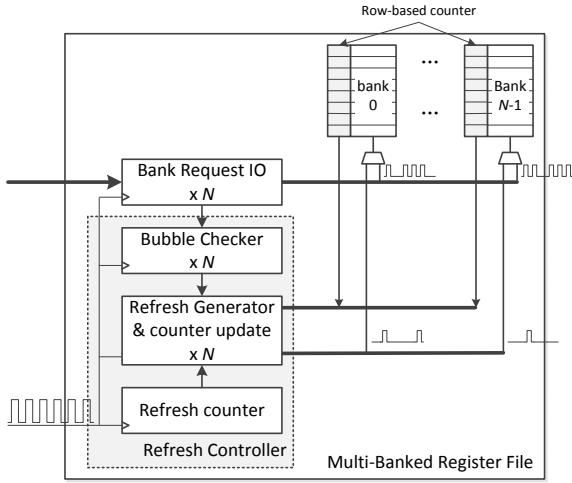 Row-based counter
...
bank
0
Bank
N-1
...
Bank Request IO
x N
Bubble Checker
x N
Refresh Generator
& counter update
x N
Refresh counter
Refresh Controller
Multi-Banked Register File